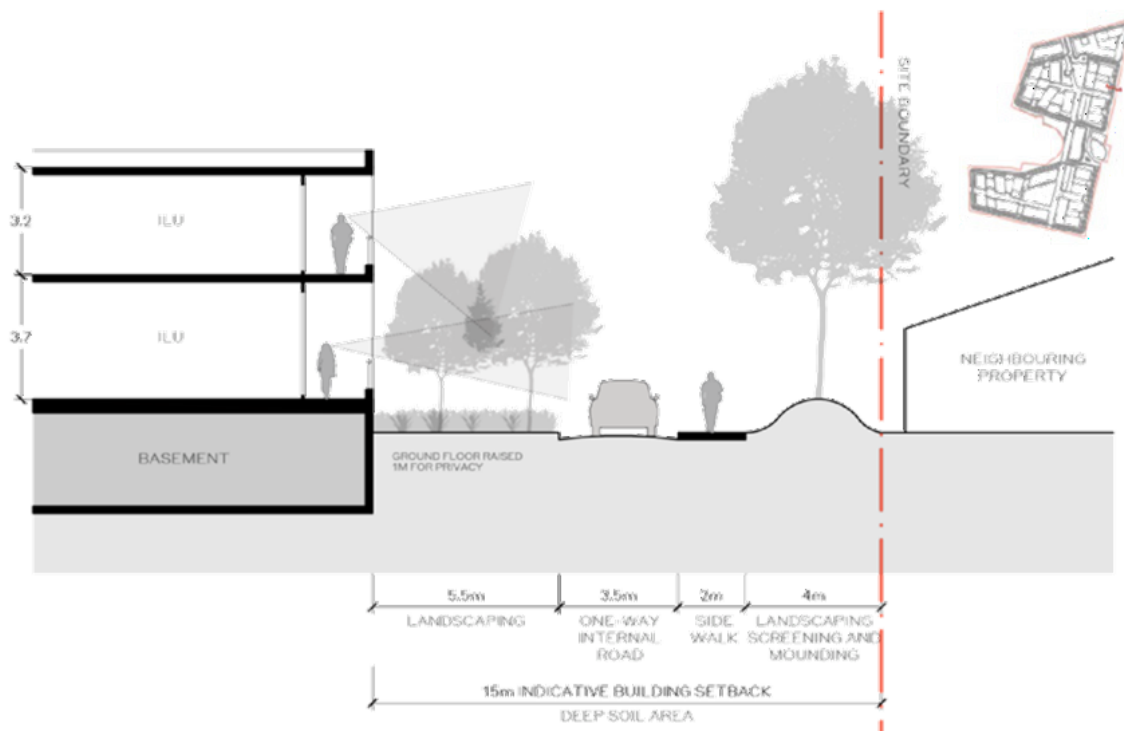 SITE BOUNDARY
3.2
ILU
3.7
ILU
NEIGHBOURING
PROPERTY
BASEMENT
GROUND FLOOR RAISED
1M FOR PRIVACY
5.5m
3.5m
2m
4m
LANDSCAPING
ONE-WAY
INTERNAL
ROAD
SIDE
WALK
LANDSCAPING
SCREENING AND
MOUNDING
15m INDICATIVE BUILDING SETBACK
DEEP SOIL AREA